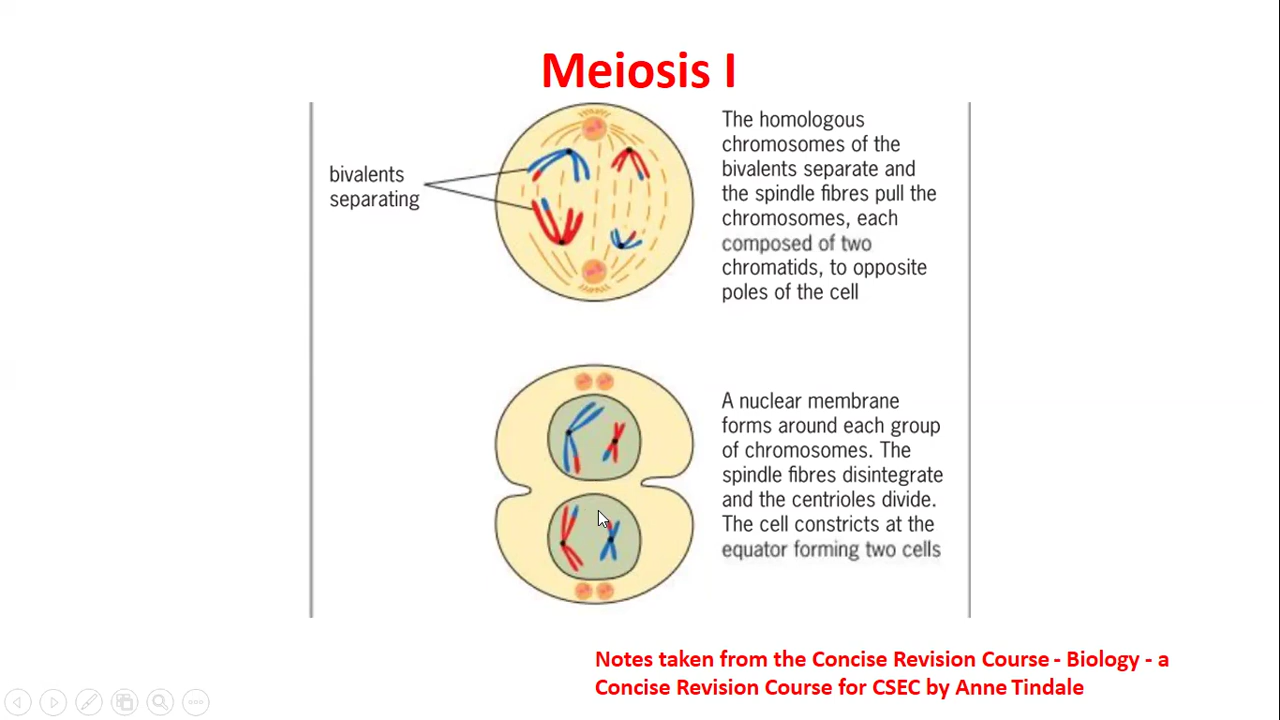 Meiosis I
bivalents
separating
The homologous
chromosomes of the
bivalents separate and
the spindle fibres pull the
chromosomes, each
composed of two
chromatids, to opposite
poles of the cell
A nuclear membrane
forms around each group
of chromosomes. The
spindle fibres disintegrate
and the centrioles divide.
The cell constricts at the
equator forming two cells
Notes taken from the Concise Revision Course - Biology - a
Concise Revision Course for CSEC by Anne Tindale